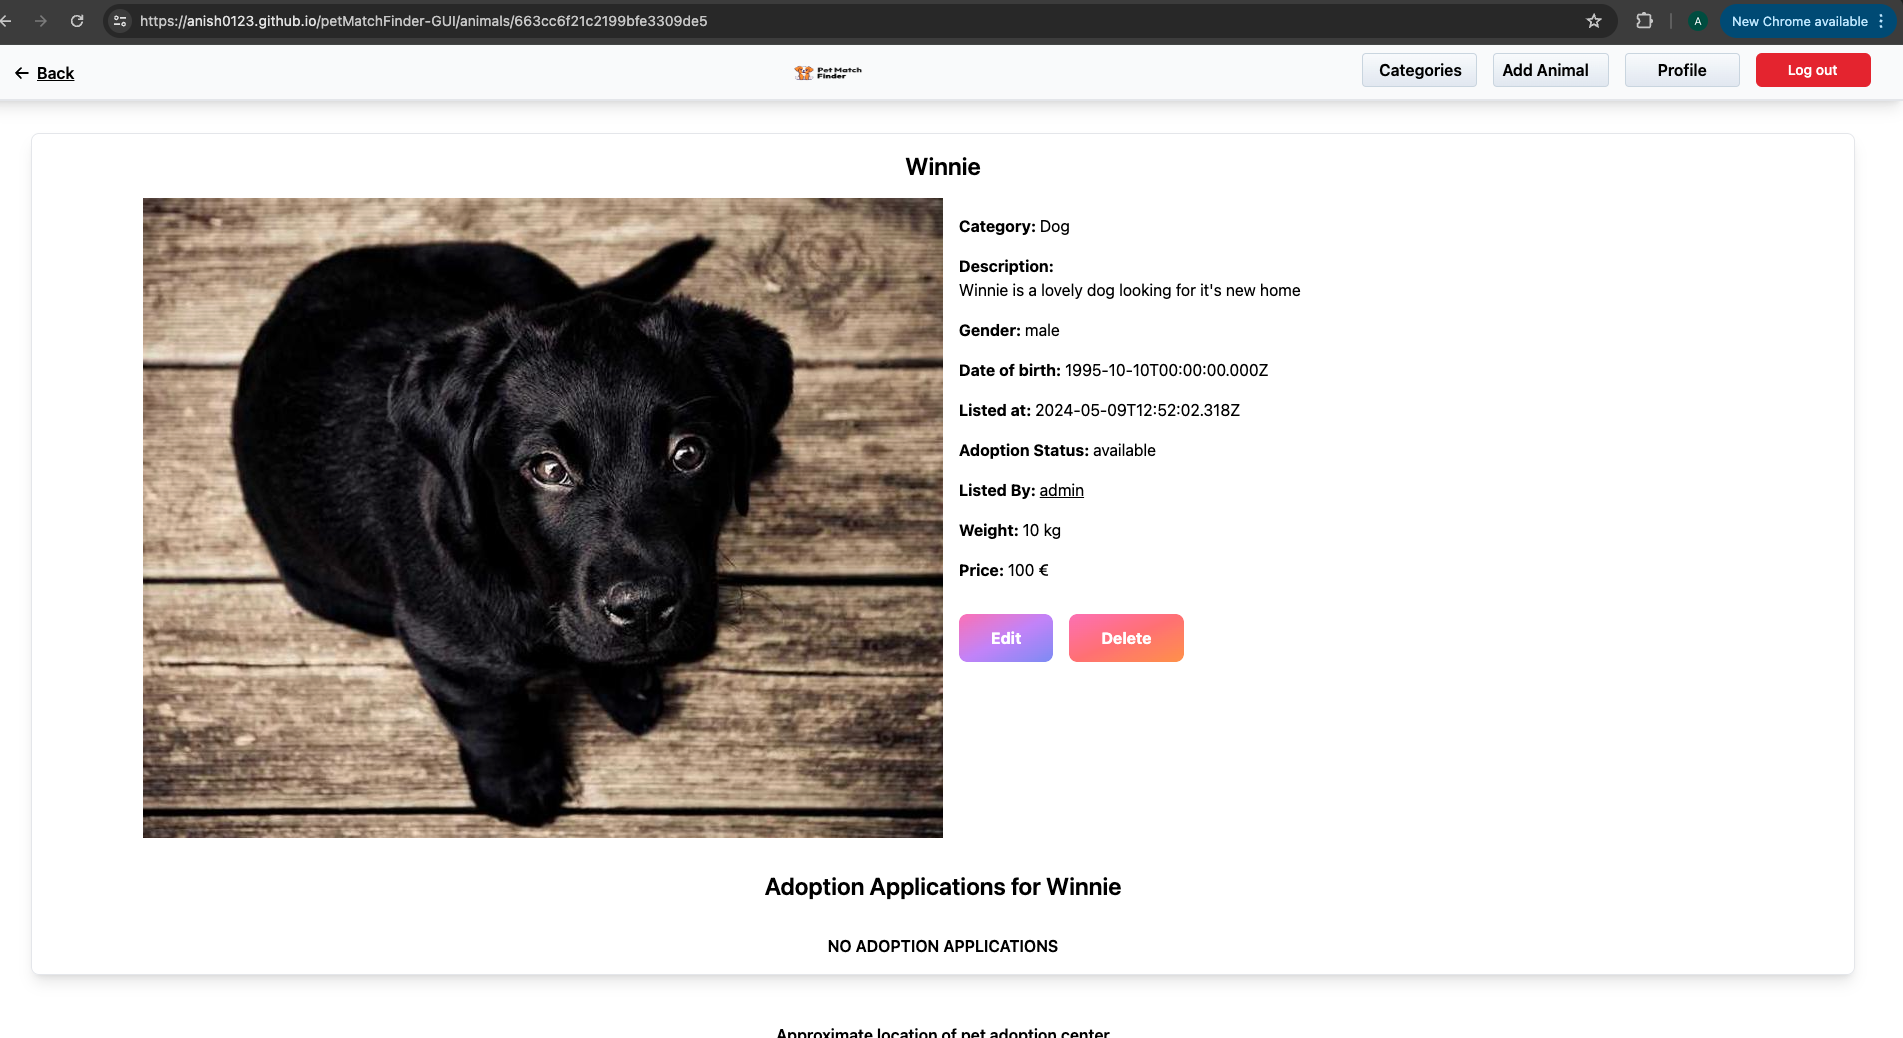 https://anish0123.github.io/petMatchFinder-GUI/animals/663cc6f21c2199bfe3309de5
A
New Chrome available
Back
Pet Match
Finder
Categories
Add Animal
Profile
Log out
Winnie
Category: Dog
Description:
Winnie is a lovely dog looking for it's new home
Gender: male
Date of birth: 1995-10-10T00:00:00.000Z
Listed at: 2024-05-09T12:52:02.318Z
Adoption Status: available
Listed By: admin
Weight: 10 kg
Price: 100 €
Edit
Delete
Adoption Applications for Winnie
NO ADOPTION APPLICATIONS
Approximate location of pet adoption center